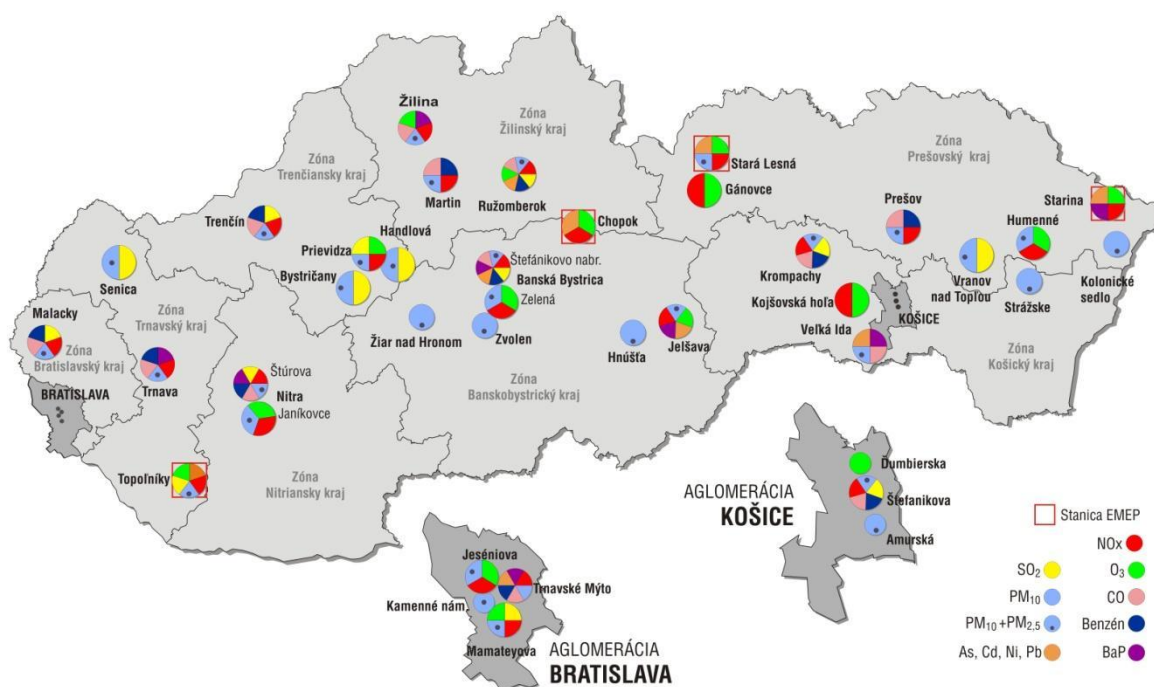 Žilina
Zóna
Žilinský kraj
Zóna
Trenčiansky kraj
Martin
Ružomberok
Stará Lesná
Gánovce
Zóna
Prešovský kraj
Starina
Trenčín
Handlová
Prievidza
Bystričany
Chopok
Prešov
Humenné
Senica
Štefánikovo nabr.
Banská Bystrica
Zelená
Krompachy
Vranov
nad Topľou
Strážske
Kolonické
sedlo
Malacky
Zóna
Trnavský kraj
Zóna
Bratislavský kraj
Žiar nad Hronom
Zvolen
Hnúšťa
Jelšava
Kojšovská hoľa
KOŠICE
Veľká Ida
Zóna
Košický kraj
Trnava
BRATISLAVA
Štúrova
Nitra
Janíkovce
Zóna
Banskobystrický kraj
Topoľníky
Zóna
Nitriansky kraj
AGLOMERÁCIA
KOŠICE
Ďumbierska
Štefanikova
Amurská
Jeséniova
Trnavské Mýto
Kamenné nám.
Mamateyova
AGLOMERÁCIA
BRATISLAVA
Stanica EMEP
NOx
SO2
O3
PM10
CO
PM10 +PM2,5
Benzén
As, Cd, Ni, Pb
BaP